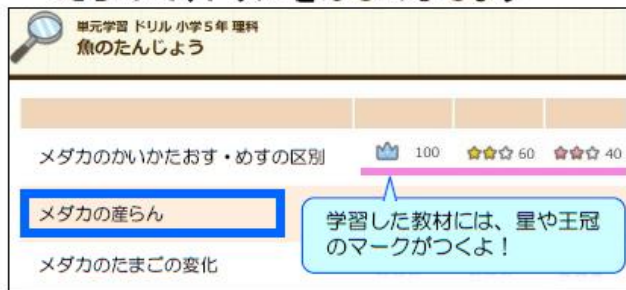 単元学習 ドリル 小学5年 理科
魚のたんじょう
メダカのかいかたおす・めすの区別 100 60 40
メダカの産らん
学習した教材には、星や王冠
のマークがつくよ！
メダカのたまごの変化